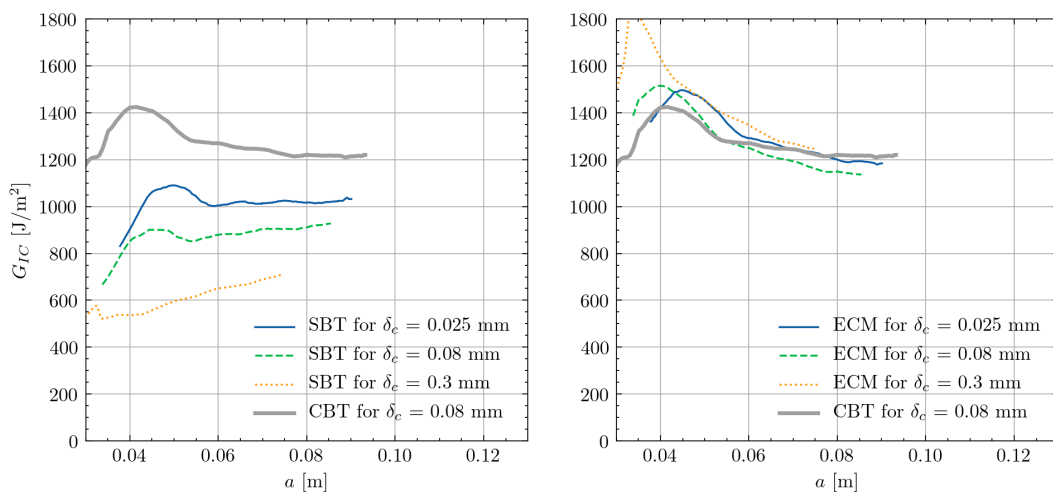 1800
1600
1400
1200
1000
800
600
400
200
0
G_IC [J/m²]
0.04 0.06 0.08 0.10 0.12
a [m]
SBT for δ_c = 0.025 mm
SBT for δ_c = 0.08 mm
SBT for δ_c = 0.3 mm
CBT for δ_c = 0.08 mm
1800
1600
1400
1200
1000
800
600
400
200
0
0.04 0.06 0.08 0.10 0.12
a [m]
ECM for δ_c = 0.025 mm
ECM for δ_c = 0.08 mm
ECM for δ_c = 0.3 mm
CBT for δ_c = 0.08 mm